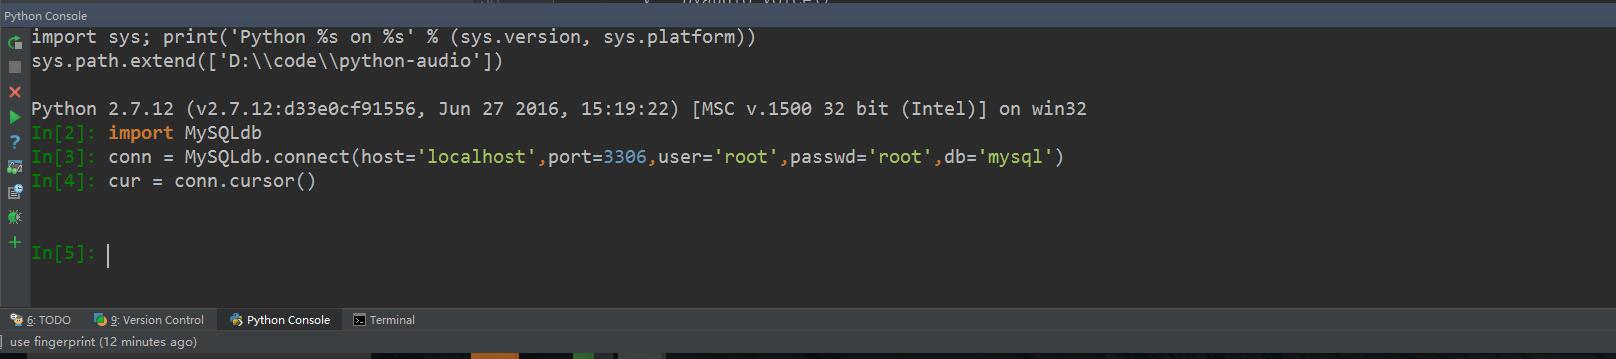 Python Console
import sys; print('Python %s on %s' % (sys.version, sys.platform))
sys.path.extend(['D:\\code\\python-audio'])
Python 2.7.12 (v2.7.12:d33e0cf91556, Jun 27 2016, 15:19:22) [MSC v.1500 32 bit (Intel)] on win32
In[2]: import MySQLdb
In[3]: conn = MySQLdb.connect(host='localhost',port=3306,user='root',passwd='root',db='mysql')
In[4]: cur = conn.cursor()
In[5]:
6: TODO 9: Version Control Python Console Terminal
use fingerprint (12 minutes ago)